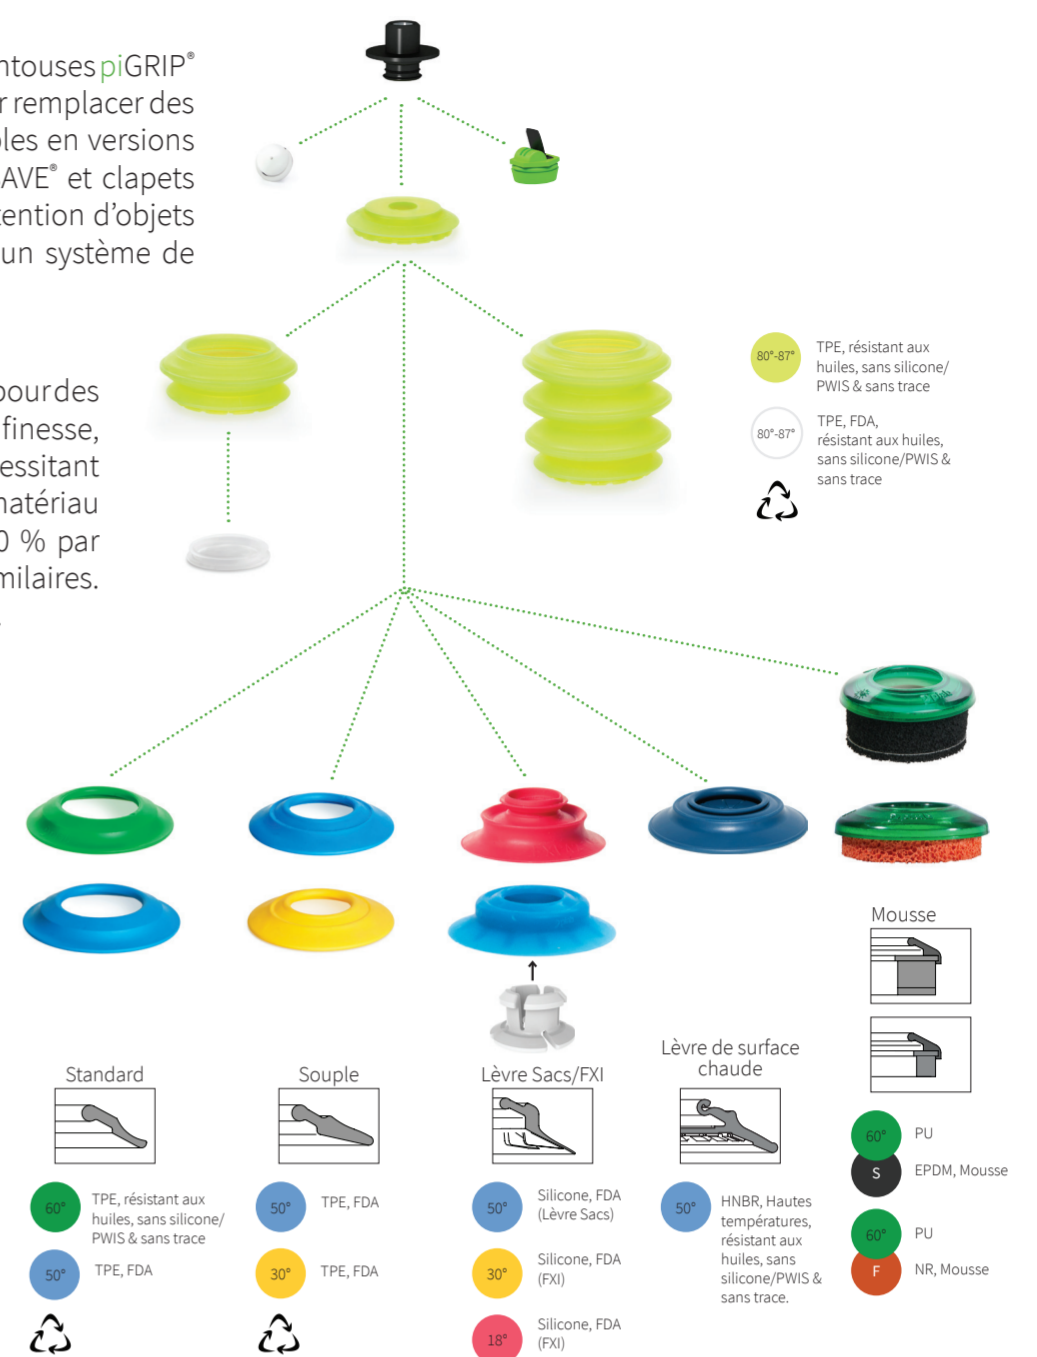 ntouses piGRIP®
r remplacer des
les en versions
AVE® et clapets
tention d'objets
un système de
pour des
finesse,
essitant
matériau
0 % par
milaires.
80°-87°
TPE, résistant aux
huiles, sans silicone/
PWIS & sans trace
80°-87°
TPE, FDA,
résistant aux huiles,
sans silicone/PWIS &
sans trace
Standard
60°
TPE, résistant aux
huiles, sans silicone/
PWIS & sans trace
50°
TPE, FDA
Souple
50°
TPE, FDA
30°
TPE, FDA
Lèvre Sacs/FXI
50°
Silicone, FDA
(Lèvre Sacs)
30°
Silicone, FDA
(FXI)
18°
Silicone, FDA
(FXI)
Lèvre de surface
chaude
50°
HNBR, Hautes
températures,
résistant aux
huiles, sans
silicone/PWIS &
sans trace.
Mousse
60°
PU
S
EPDM, Mousse
60°
PU
F
NR, Mousse